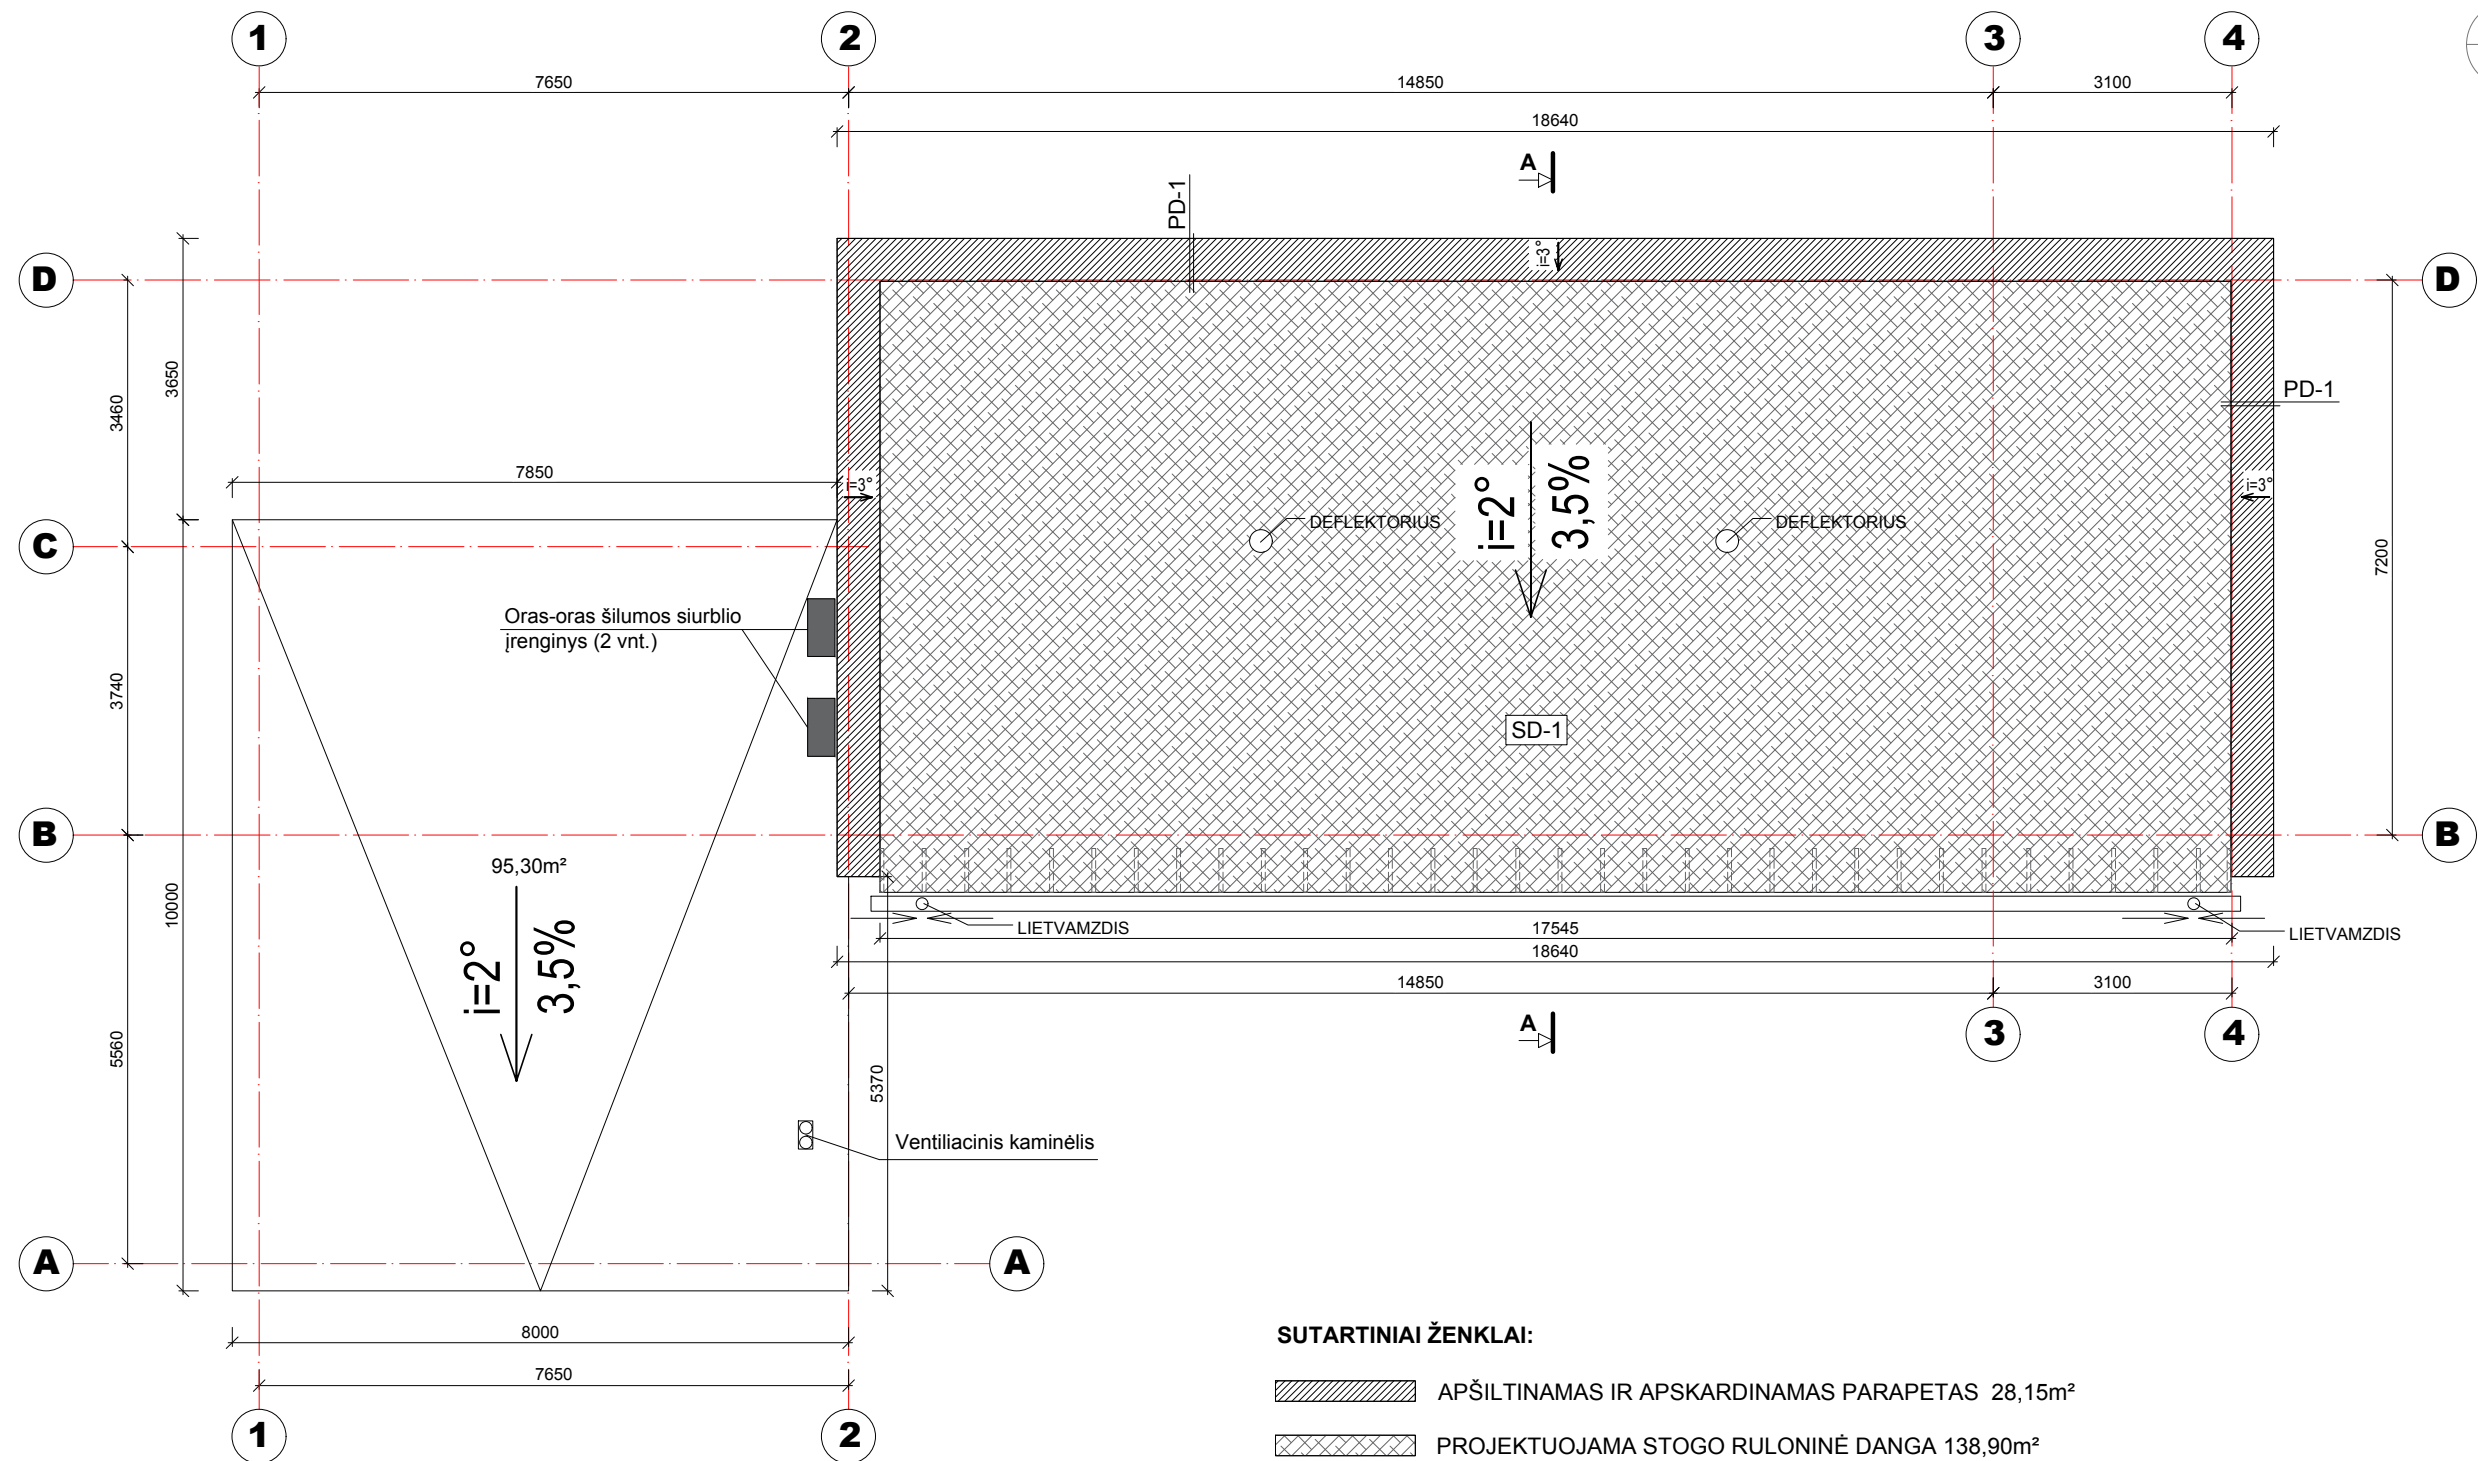 1
2
3
4
7650
14850
3100
18640
A
PD-1
i=3°
D
D
3650
3460
PD-1
7850
i=3°
i=3°
DEFLEKTORIUS
i=2°
3,5%
DEFLEKTORIUS
C
7200
Oras-oras šilumos siurblio
įrenginys (2 vnt.)
3740
SD-1
B
B
95,30m²
10000
i=2°
3,5%
LIETVAMZDIS
17545
LIETVAMZDIS
18640
14850
3100
A
3
4
5560
5370
Ventiliacinis kaminėlis
A
A
8000
7650
1
2
SUTARTINIAI ŽENKLAI:
APŠILTINAMAS IR APSKARDINAMAS PARAPETAS 28,15m²
PROJEKTUOJAMA STOGO RULONINĖ DANGA 138,90m²